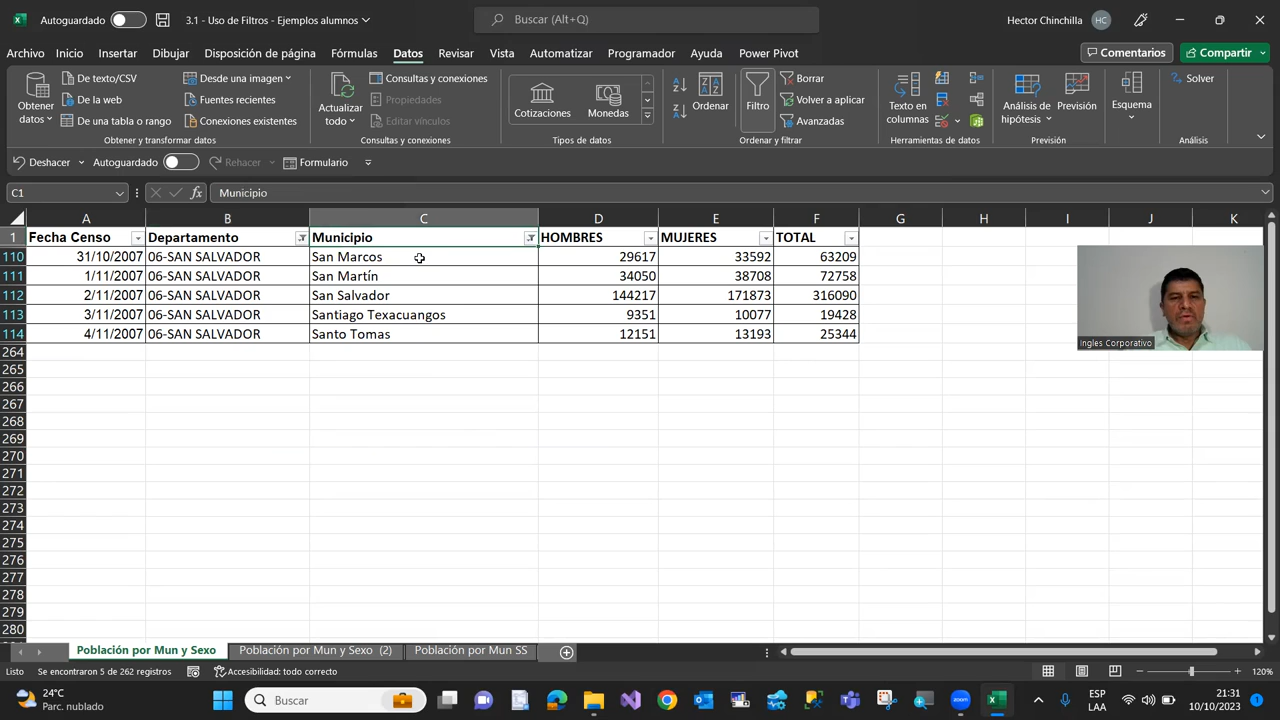 Autoguardado
3.1 - Uso de Filtros - Ejemplos alumnos
Buscar (Alt+Q)
Hector Chinchilla
HC
Archivo Inicio Insertar Dibujar Disposición de página Fórmulas Datos Revisar Vista Automatizar Programador Ayuda Power Pivot
Comentarios
Compartir
Obtener datos
De texto/CSV
De la web
De una tabla o rango
Desde una imagen
Fuentes recientes
Conexiones existentes
Obtener y transformar datos
Actualizar todo
Consultas y conexiones
Propiedades
Editar vínculos
Consultas y conexiones
Cotizaciones
Monedas
Tipos de datos
Ordenar
Filtro
Borrar
Volver a aplicar
Avanzadas
Ordenar y filtrar
Texto en columnas
Herramientas de datos
Análisis de hipótesis
Previsión
Previsión
Esquema
Solver
Análisis
Deshacer
Autoguardado
Rehacer
Formulario
C1
fx
Municipio
A B C D E F G H I J K
1 Fecha Censo Departamento Municipio HOMBRES MUJERES TOTAL
110 31/10/2007 06-SAN SALVADOR San Marcos 29617 33592 63209
111 1/11/2007 06-SAN SALVADOR San Martín 34050 38708 72758
112 2/11/2007 06-SAN SALVADOR San Salvador 144217 171873 316090
113 3/11/2007 06-SAN SALVADOR Santiago Texacuangos 9351 10077 19428
114 4/11/2007 06-SAN SALVADOR Santo Tomas 12151 13193 25344
264
265
266
267
268
269
270
271
272
273
274
275
276
277
278
279
280
Ingles Corporativo
Población por Mun y Sexo
Población por Mun y Sexo (2)
Población por Mun SS
Listo
Se encontraron 5 de 262 registros
Accesibilidad: todo correcto
120%
24°C
Parc. nublado
Buscar
ESP
LAA
21:31
10/10/2023